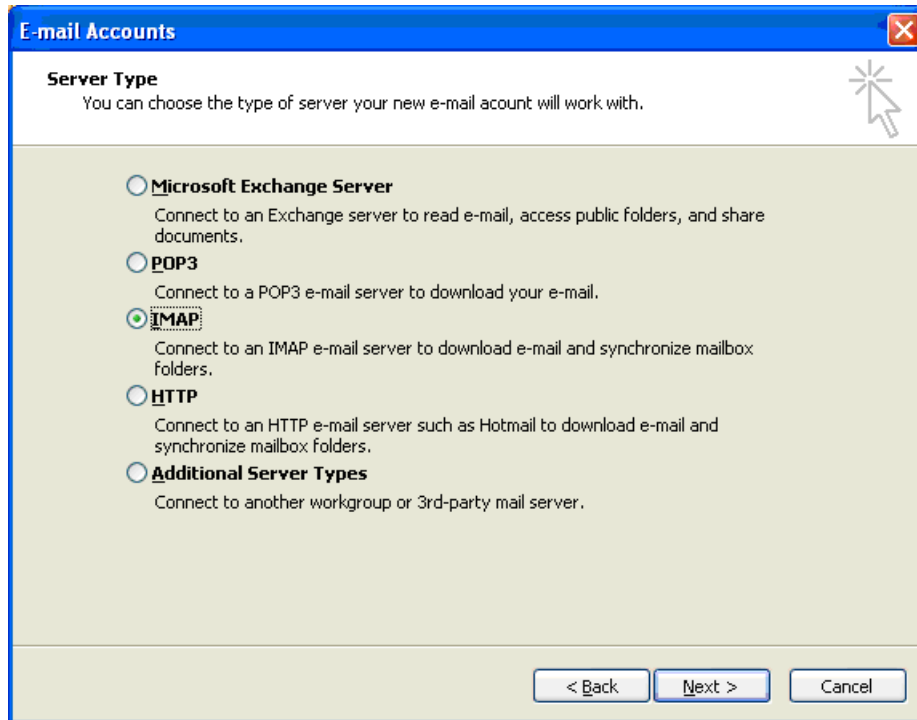 E-mail Accounts
Server Type
You can choose the type of server your new e-mail acount will work with.
Microsoft Exchange Server
Connect to an Exchange server to read e-mail, access public folders, and share
documents.
POP3
Connect to a POP3 e-mail server to download your e-mail.
IMAP
Connect to an IMAP e-mail server to download e-mail and synchronize mailbox
folders.
HTTP
Connect to an HTTP e-mail server such as Hotmail to download e-mail and
synchronize mailbox folders.
Additional Server Types
Connect to another workgroup or 3rd-party mail server.
< Back Next > Cancel